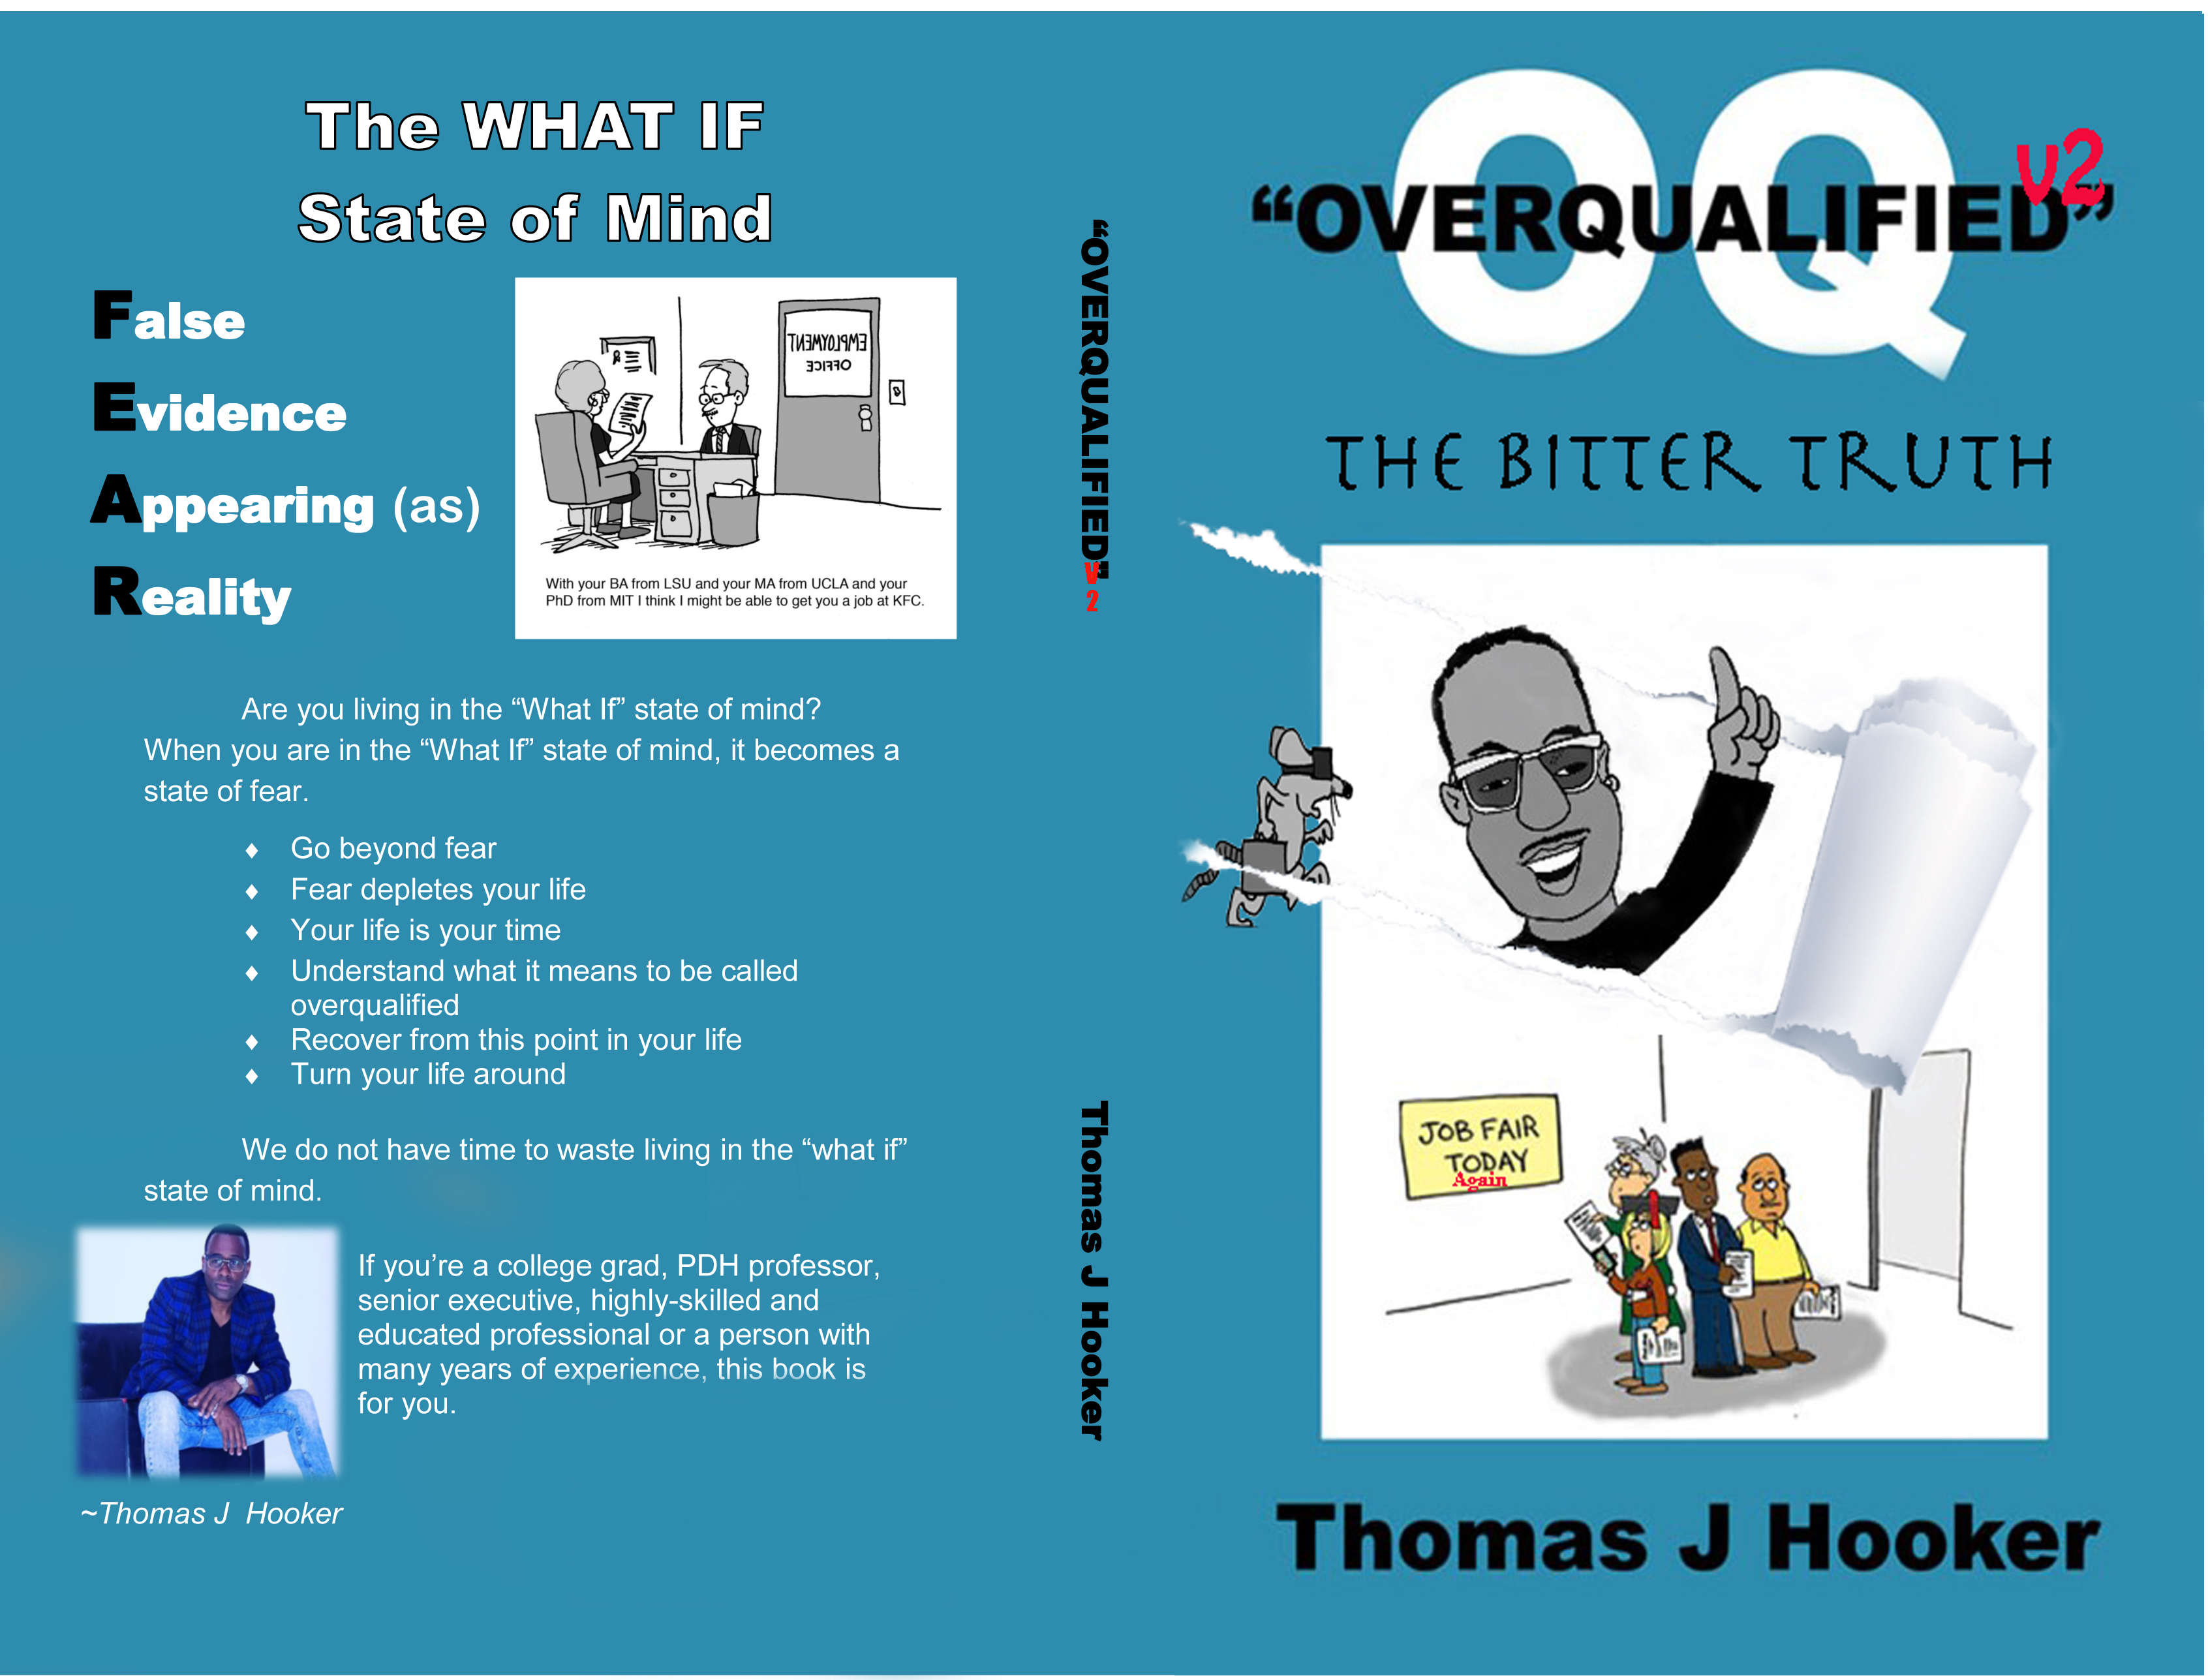 The WHAT IF
State of Mind
False
Evidence
Appearing (as)
Reality
EMPLOYMENT
OFFICE
With your BA from LSU and your MA from UCLA and your
PhD from MIT I think I might be able to get you a job at KFC.
Are you living in the “What If” state of mind?
When you are in the “What If” state of mind, it becomes a
state of fear.
♦ Go beyond fear
♦ Fear depletes your life
♦ Your life is your time
♦ Understand what it means to be called
overqualified
♦ Recover from this point in your life
♦ Turn your life around
We do not have time to waste living in the “what if”
state of mind.
If you’re a college grad, PDH professor,
senior executive, highly-skilled and
educated professional or a person with
many years of experience, this book is
for you.
~Thomas J Hooker
“OVERQUALIFIED”
V
2
Thomas J Hooker
OQ
v2
“OVERQUALIFIED”
THE BITTER TRUTH
JOB FAIR
TODAY
Again
Thomas J Hooker